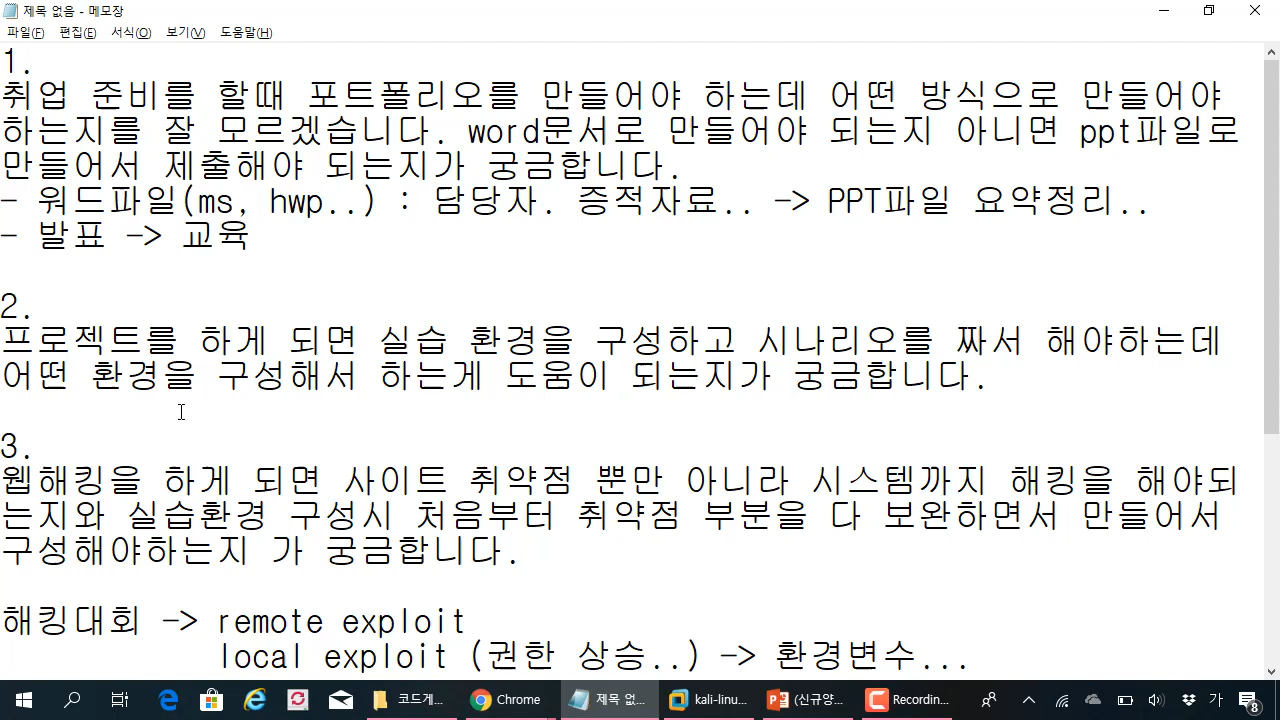 제목 없음 - 메모장
파일(F) 편집(E) 서식(O) 보기(V) 도움말(H)
1.
취업 준비를 할때 포트폴리오를 만들어야 하는데 어떤 방식으로 만들어야
하는지를 잘 모르겠습니다. word문서로 만들어야 되는지 아니면 ppt파일로
만들어서 제출해야 되는지가 궁금합니다.
- 워드파일(ms, hwp..) : 담당자. 증적자료.. -> PPT파일 요약정리..
- 발표 -> 교육
2.
프로젝트를 하게 되면 실습 환경을 구성하고 시나리오를 짜서 해야하는데
어떤 환경을 구성해서 하는게 도움이 되는지가 궁금합니다.
3.
웹해킹을 하게 되면 사이트 취약점 뿐만 아니라 시스템까지 해킹을 해야되
는지와 실습환경 구성시 처음부터 취약점 부분을 다 보완하면서 만들어서
구성해야하는지 가 궁금합니다.
해킹대회 -> remote exploit
local exploit (권한 상승..) -> 환경변수...
코드게... Chrome 제목 없... kali-linu... (신규양... Recordin... 가 8